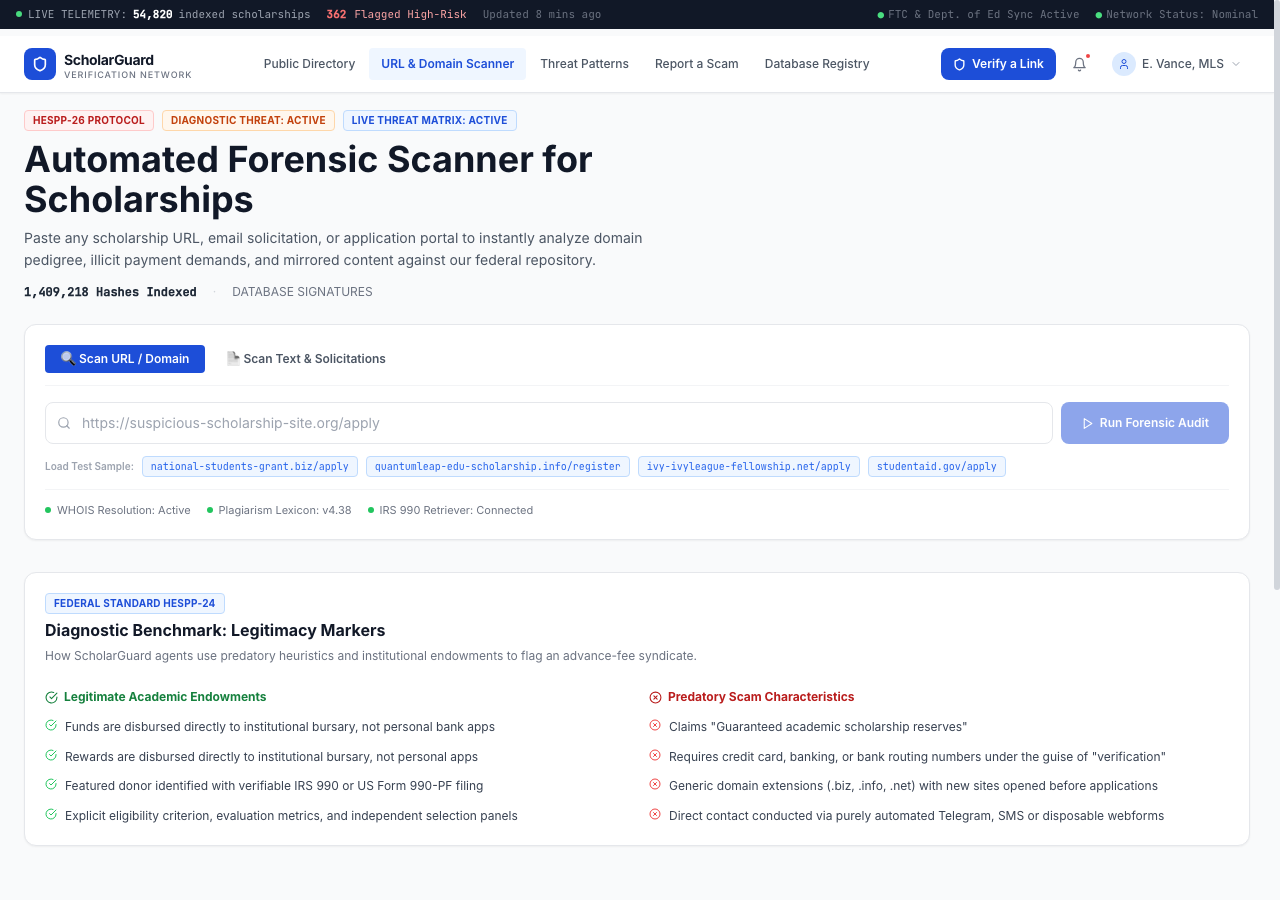 LIVE TELEMETRY: 54,820 indexed scholarships 362 Flagged High-Risk Updated 8 mins ago FTC & Dept. of Ed Sync Active Network Status: Nominal
ScholarGuard
VERIFICATION NETWORK
Public Directory URL & Domain Scanner Threat Patterns Report a Scam Database Registry Verify a Link E. Vance, MLS
HESPP-26 PROTOCOL DIAGNOSTIC THREAT: ACTIVE LIVE THREAT MATRIX: ACTIVE
Automated Forensic Scanner for
Scholarships
Paste any scholarship URL, email solicitation, or application portal to instantly analyze domain
pedigree, illicit payment demands, and mirrored content against our federal repository.
1,409,218 Hashes Indexed · DATABASE SIGNATURES
Scan URL / Domain Scan Text & Solicitations
https://suspicious-scholarship-site.org/apply Run Forensic Audit
Load Test Sample: national-students-grant.biz/apply quantumleap-edu-scholarship.info/register ivy-ivyleague-fellowship.net/apply studentaid.gov/apply
WHOIS Resolution: Active Plagiarism Lexicon: v4.38 IRS 990 Retriever: Connected
FEDERAL STANDARD HESPP-24
Diagnostic Benchmark: Legitimacy Markers
How ScholarGuard agents use predatory heuristics and institutional endowments to flag an advance-fee syndicate.
Legitimate Academic Endowments
Funds are disbursed directly to institutional bursary, not personal bank apps
Rewards are disbursed directly to institutional bursary, not personal apps
Featured donor identified with verifiable IRS 990 or US Form 990-PF filing
Explicit eligibility criterion, evaluation metrics, and independent selection panels
Predatory Scam Characteristics
Claims "Guaranteed academic scholarship reserves"
Requires credit card, banking, or bank routing numbers under the guise of "verification"
Generic domain extensions (.biz, .info, .net) with new sites opened before applications
Direct contact conducted via purely automated Telegram, SMS or disposable webforms